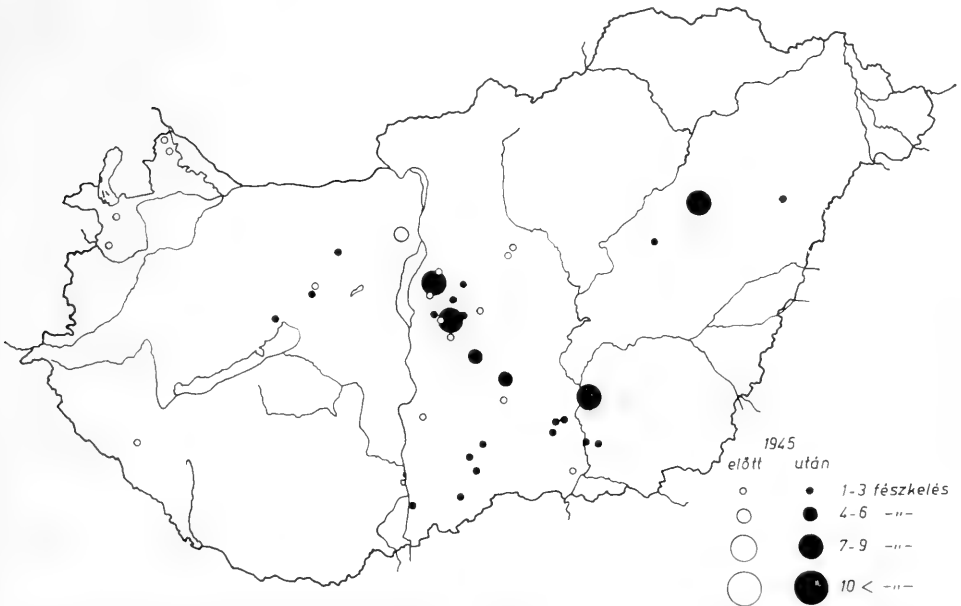 1945
előtt után
1-3 fészkelés
4-6 -"-
7-9 -"-
10 < -"-